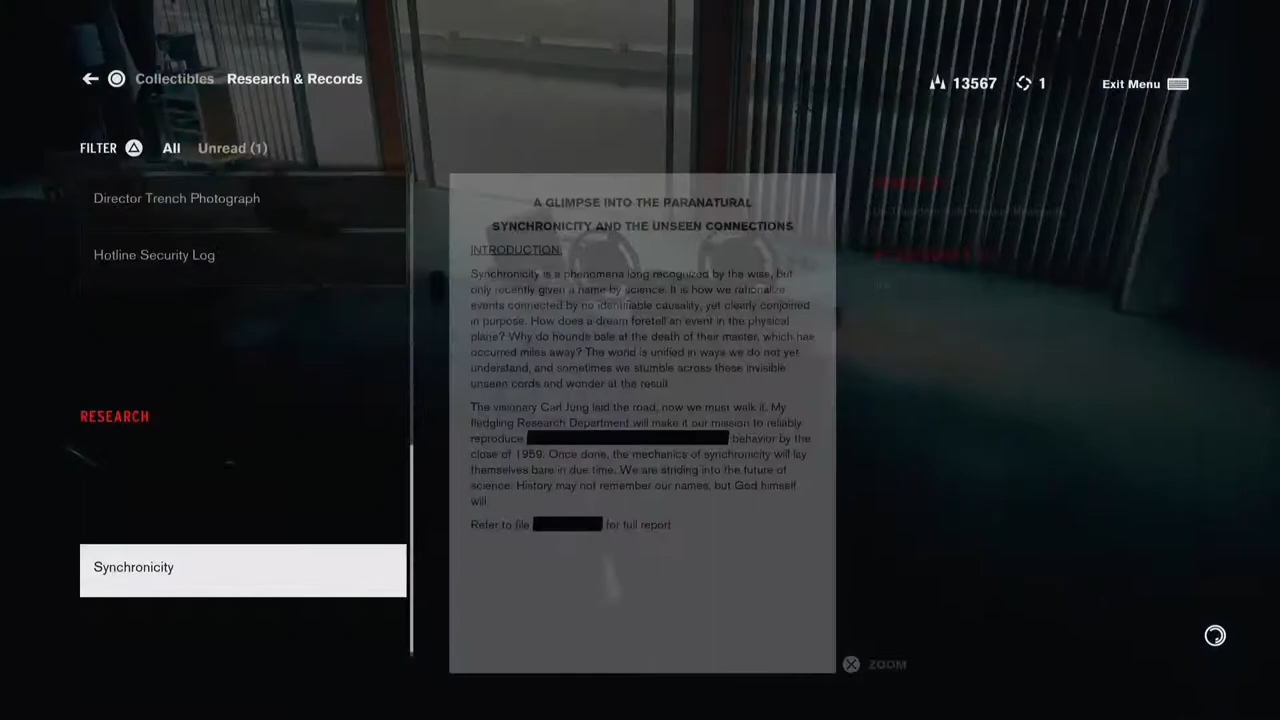 Collectibles Research & Records
13567 1 Exit Menu
FILTER All Unread (1)
Director Trench Photograph
Hotline Security Log
RESEARCH
Synchronicity
A GLIMPSE INTO THE PARANATURAL
SYNCHRONICITY AND THE UNSEEN CONNECTIONS
INTRODUCTION:
Synchronicity is a phenomena long recognized by the wise, but
only recently given a name by science. It is how we rationalize
events connected by no identifiable causality, yet clearly conjoined
in purpose. How does a dream foretell an event in the physical
plane? Why do hounds bale at the death of their master, which has
occurred miles away? The world is unified in ways we do not yet
understand, and sometimes we stumble across these invisible
unseen cords and wonder at the result.
The visionary Carl Jung laid the road, now we must walk it. My
fledgling Research Department will make it our mission to reliably
reproduce behavior by the
close of 1959. Once done, the mechanics of synchronicity will lay
themselves bare in due time. We are striding into the future of
science. History may not remember our names, but God himself
will.
Refer to file for full report
ZOOM